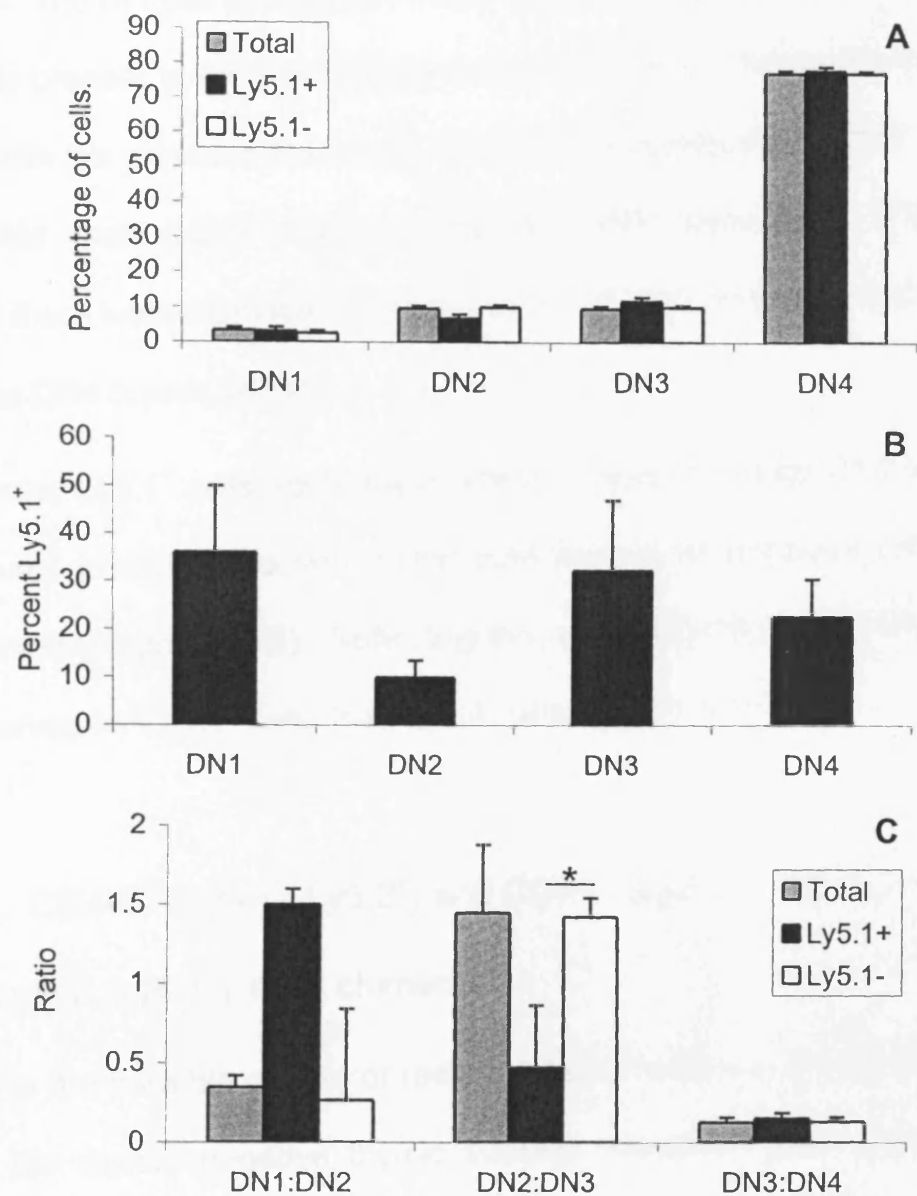 A
90
80
70
60
50
40
30
20
10
0
Percentage of cells.
Total
Ly5.1+
Ly5.1-
DN1 DN2 DN3 DN4
B
60
50
40
30
20
10
0
Percent Ly5.1+
DN1 DN2 DN3 DN4
C
2
1.5
1
0.5
0
Ratio
*
Total
Ly5.1+
Ly5.1-
DN1:DN2 DN2:DN3 DN3:DN4